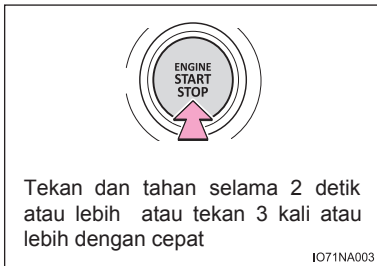 ENGINE
START
STOP
Tekan dan tahan selama 2 detik
atau lebih atau tekan 3 kali atau
lebih dengan cepat
IO71NA003